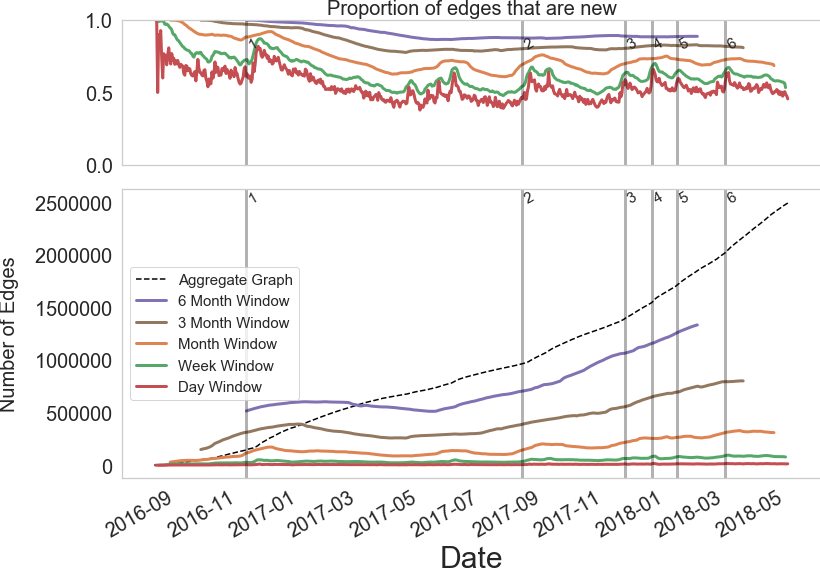 Proportion of edges that are new
1.0
0.5
0.0
1 2 3 4 5 6
Number of Edges
2500000
2000000
1500000
1000000
500000
0
1 2 3 4 5 6
Aggregate Graph
6 Month Window
3 Month Window
Month Window
Week Window
Day Window
2016-09 2016-11 2017-01 2017-03 2017-05 2017-07 2017-09 2017-11 2018-01 2018-03 2018-05
Date